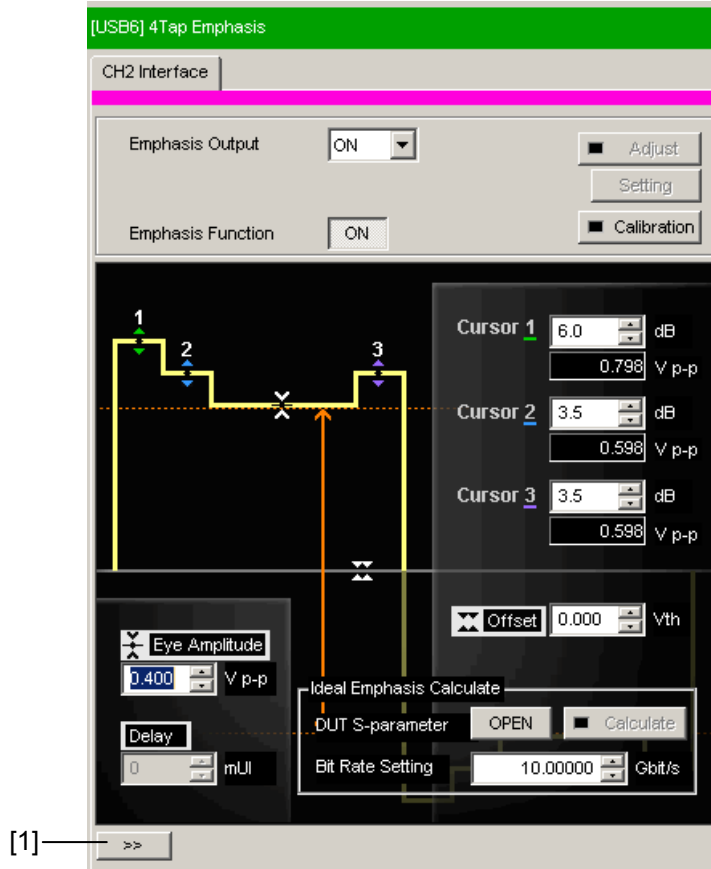 [USB6] 4Tap Emphasis
CH2 Interface
Emphasis Output ON Adjust
Setting
Emphasis Function ON Calibration
1
2
3
Cursor 1 6.0 dB
0.798 V p-p
Cursor 2 3.5 dB
0.598 V p-p
Cursor 3 3.5 dB
0.598 V p-p
Offset 0.000 Vth
Eye Amplitude
0.400 V p-p
Delay
0 mUI
Ideal Emphasis Calculate
DUT S-parameter OPEN Calculate
Bit Rate Setting 10.00000 Gbit/s
[1] >>